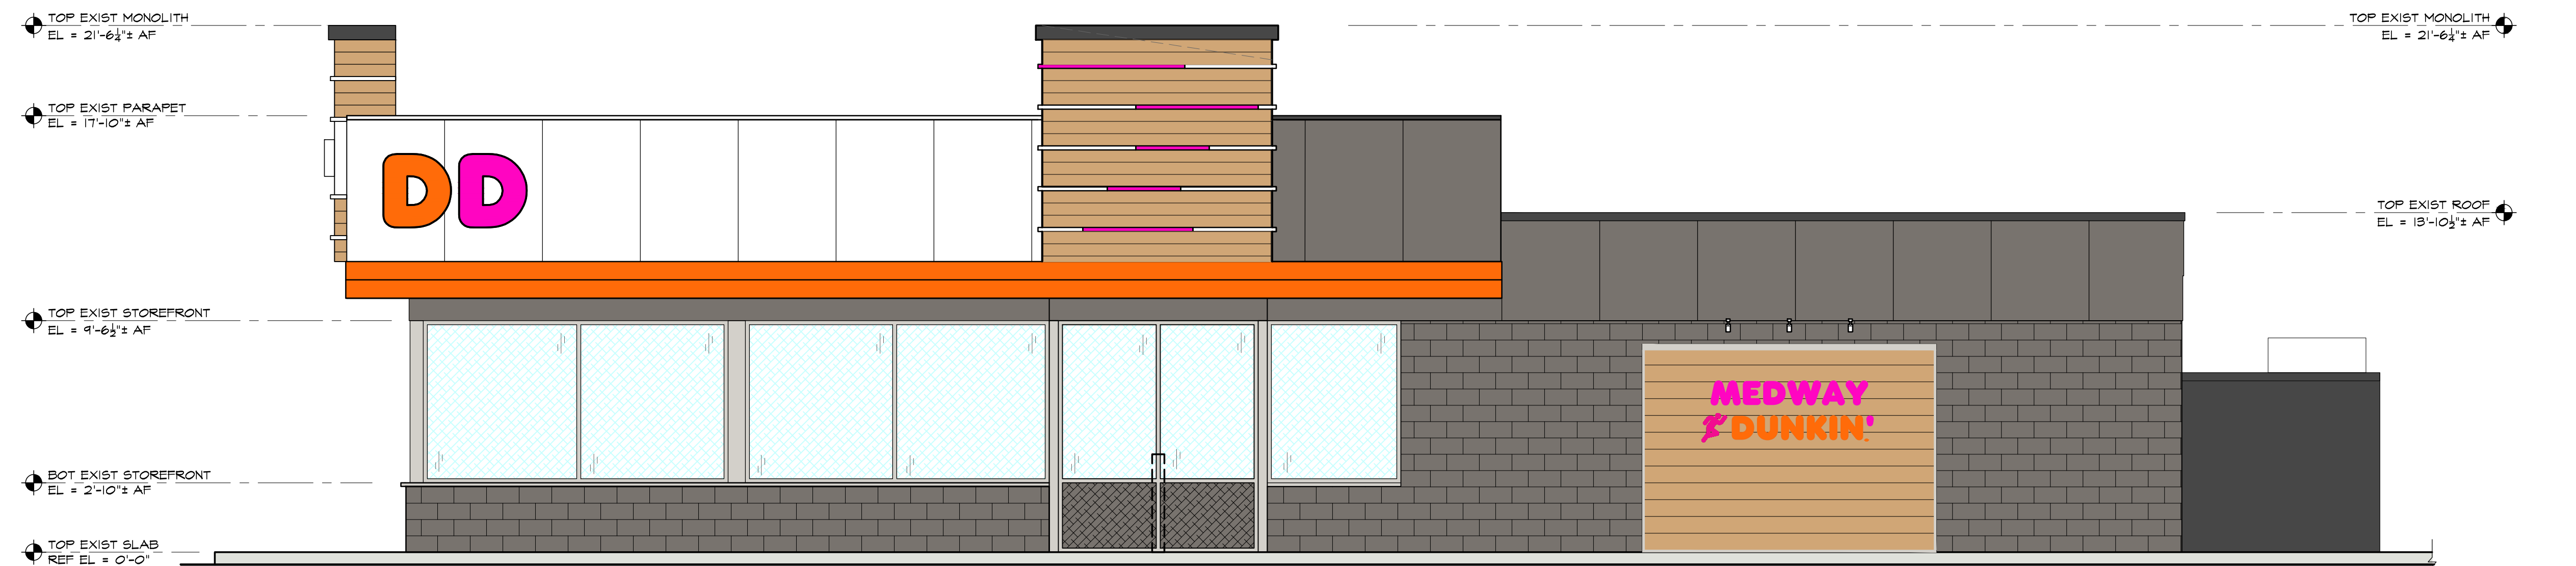 TOP EXIST MONOLITH
EL = 21'-6¼"± AF
TOP EXIST MONOLITH
EL = 21'-6¼"± AF
TOP EXIST PARAPET
EL = 17'-10"± AF
DD
TOP EXIST ROOF
EL = 13'-10½"± AF
TOP EXIST STOREFRONT
EL = 9'-6½"± AF
MEDWAY
DUNKIN'
BOT EXIST STOREFRONT
EL = 2'-10"± AF
TOP EXIST SLAB
REF EL = 0'-0"